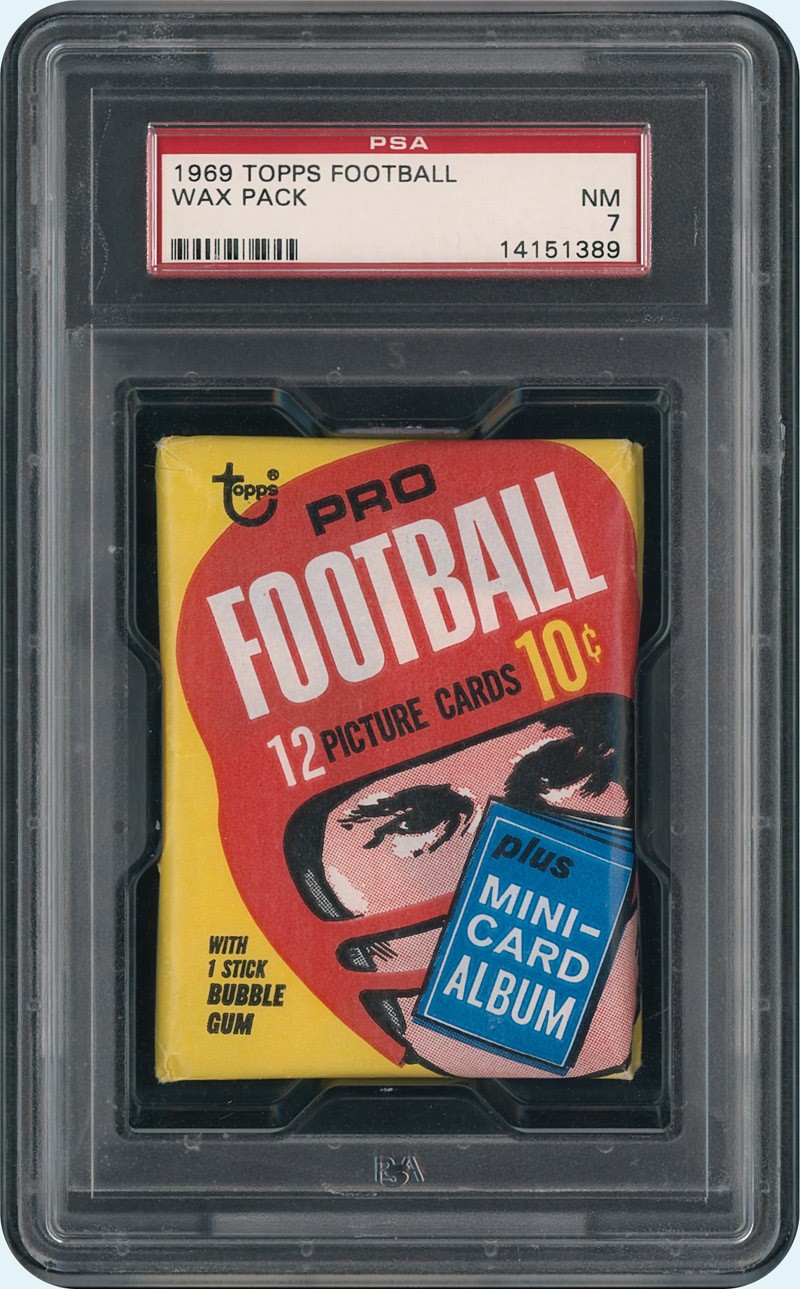 PSA
1969 TOPPS FOOTBALL
WAX PACK
NM
7
14151389
Topps®
PRO
FOOTBALL
12 PICTURE CARDS 10¢
plus
MINI-
CARD
ALBUM
WITH
1 STICK
BUBBLE
GUM
PSA